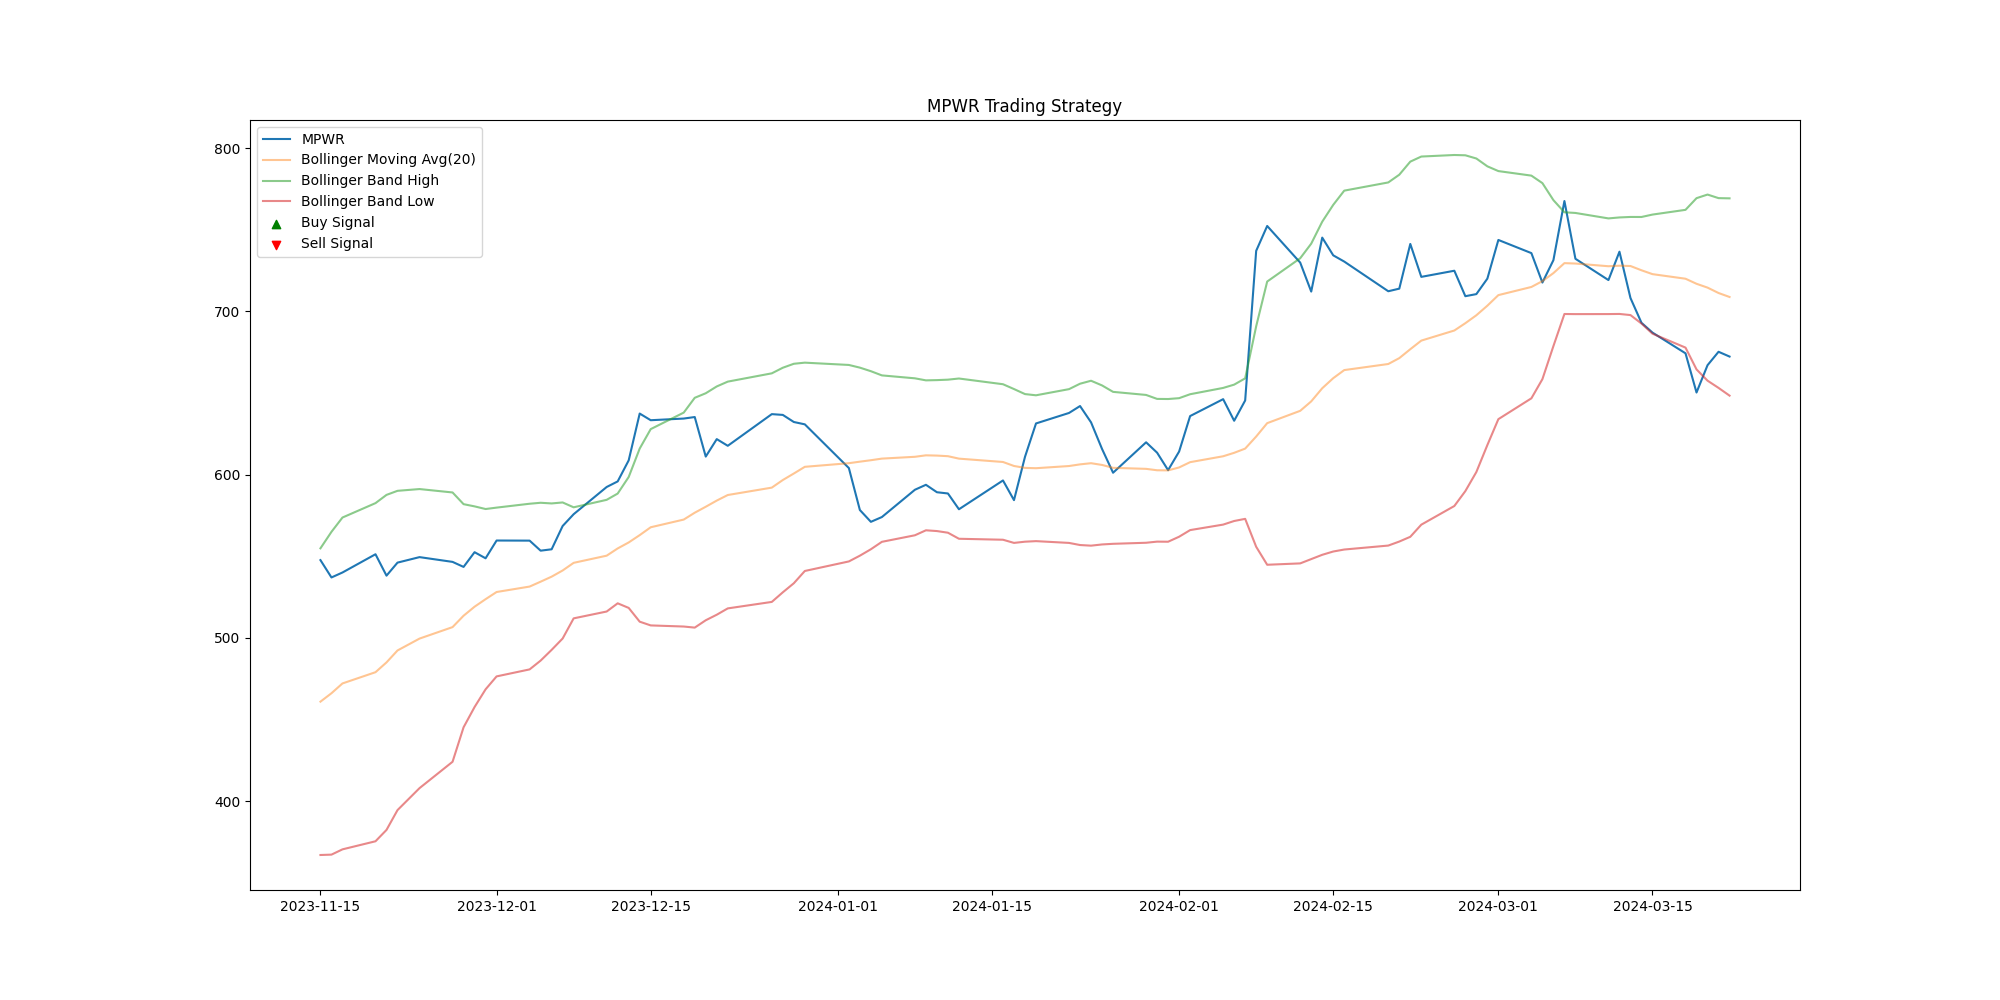 MPWR Trading Strategy
MPWR
Bollinger Moving Avg(20)
Bollinger Band High
Bollinger Band Low
Buy Signal
Sell Signal
800
700
600
500
400
2023-11-15
2023-12-01
2023-12-15
2024-01-01
2024-01-15
2024-02-01
2024-02-15
2024-03-01
2024-03-15